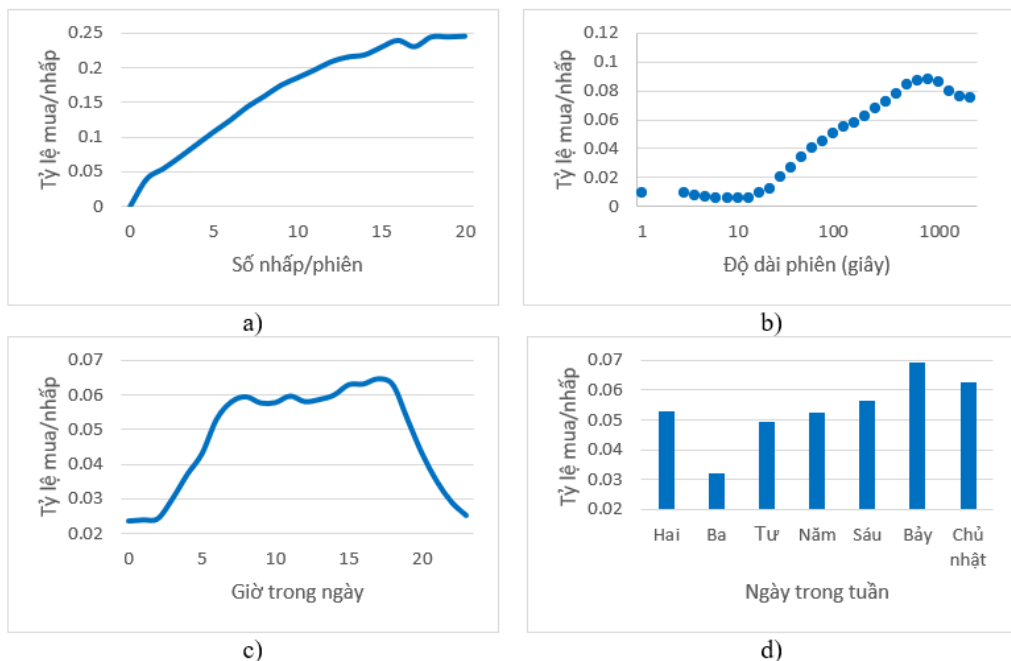 Tỷ lệ mua/nhấp
0.25
0.2
0.15
0.1
0.05
0
0 5 10 15 20
Số nhấp/phiên
a)
Tỷ lệ mua/nhấp
0.12
0.1
0.08
0.06
0.04
0.02
0
1 10 100 1000
Độ dài phiên (giây)
b)
Tỷ lệ mua/nhấp
0.07
0.06
0.05
0.04
0.03
0.02
0 5 10 15 20
Giờ trong ngày
c)
Tỷ lệ mua/nhấp
0.07
0.06
0.05
0.04
0.03
0.02
Hai Ba Tư Năm Sáu Bảy Chủ
nhật
Ngày trong tuần
d)